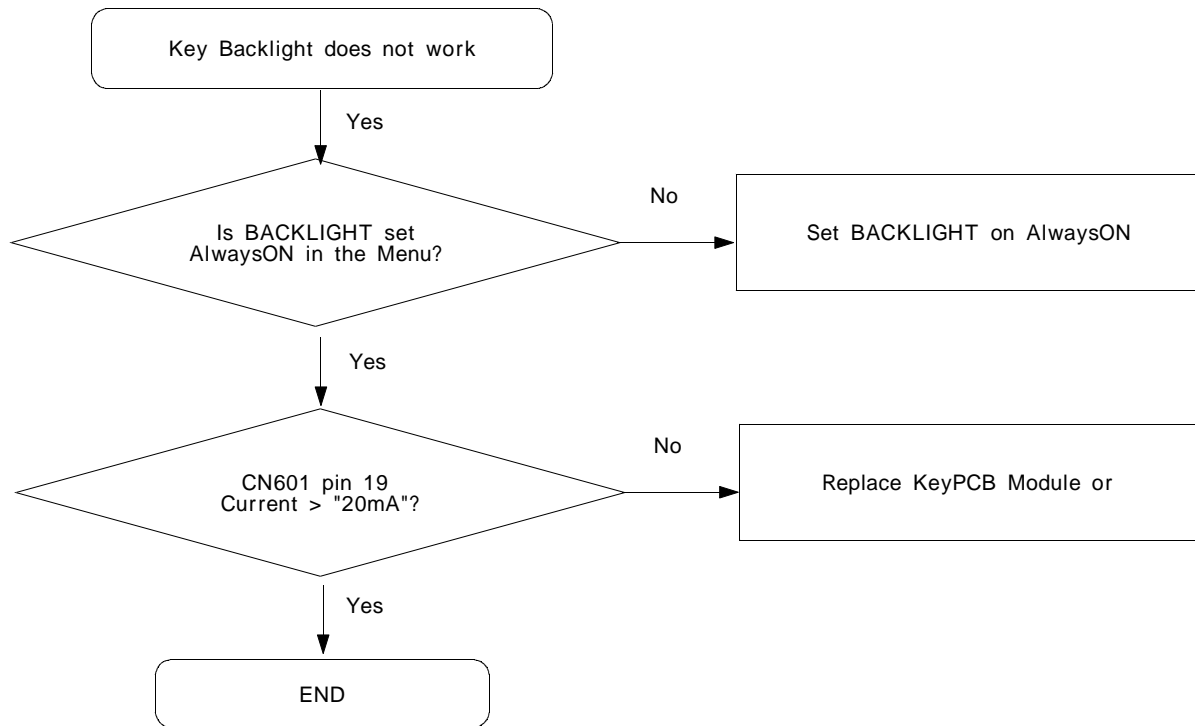 Key Backlight does not work
Yes
Is BACKLIGHT set
AlwaysON in the Menu?
No
Set BACKLIGHT on AlwaysON
Yes
CN601 pin 19
Current > "20mA"?
No
Replace KeyPCB Module or
Yes
END